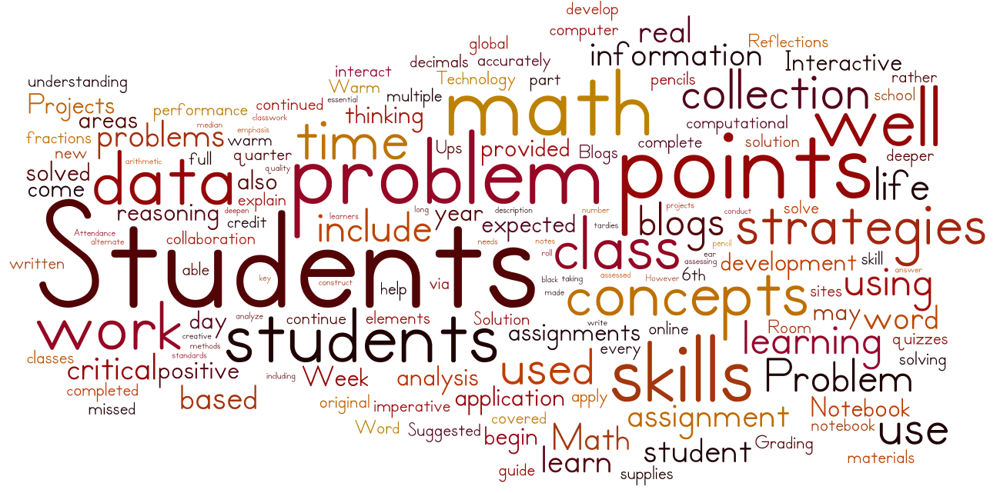 develop
computer
real
global
Reflections
information
decimals
accurately
Interactive
interact
Technology
part
pencils
rather
understanding
Warm
collection
school
well
Projects
essential
multiple
math
performance
continued
areas
classwork
thinking
computational
median
fractions
problems
emphasis
warm
time
Ups
provided
Blogs
complete
solution
new
full
quarter
deeper
arithmetic
quality
solved
data
also
problem
points
life
come
explain
reasoning
deepen
learners
long
year
description
number
projects
conduct
solve
credit
include
expected
tardies
blogs
strategies
Attendance
alternate
collaboration
needs
notes
roll
class
pencil
ear
assessing
development
skill
written
Students
able
key
construct
help
via
black
taking
assessed
However
6th
answer
made
concepts
sites
using
work
day
analyze
continue
elements
Solution
write
online
Room
may
word
creative
methods
students
assignments
every
learning
quizzes
classes
standards
solving
critical
positive
including
Week
analysis
used
skills
Problem
completed
missed
based
original
imperative
application
apply
Notebook
assignment
Word
Suggested
covered
notebook
use
begin
Math
student
Grading
materials
guide
learn
supplies